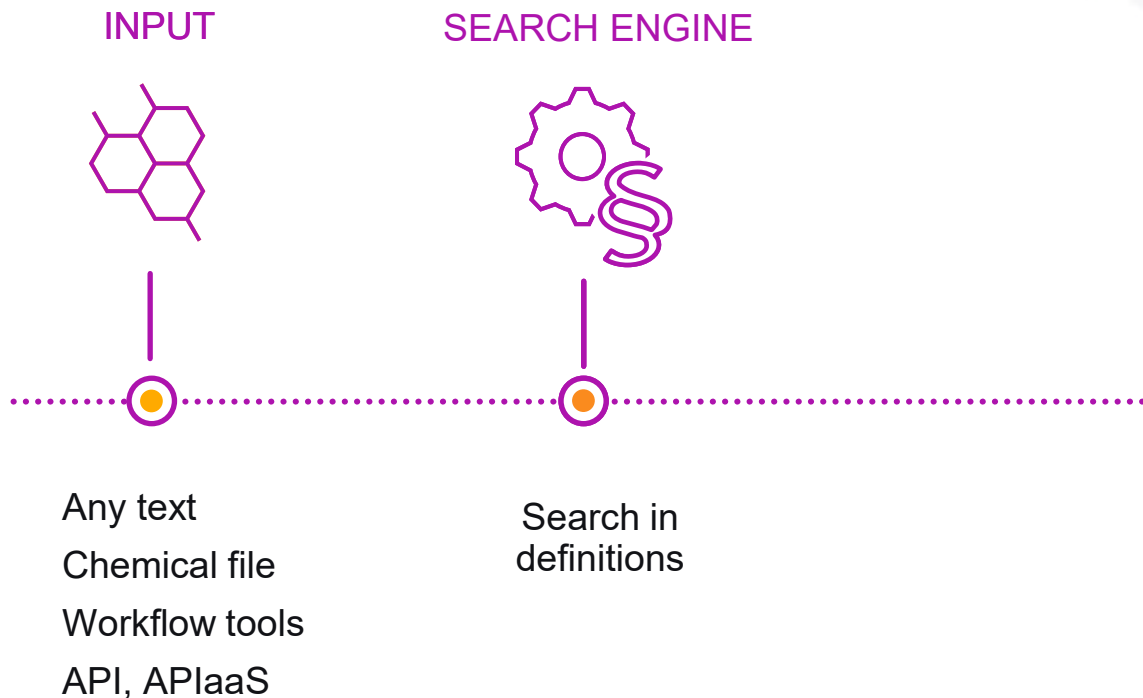 INPUT
SEARCH ENGINE
§
Any text
Chemical file
Workflow tools
API, APIaaS
Search in
definitions